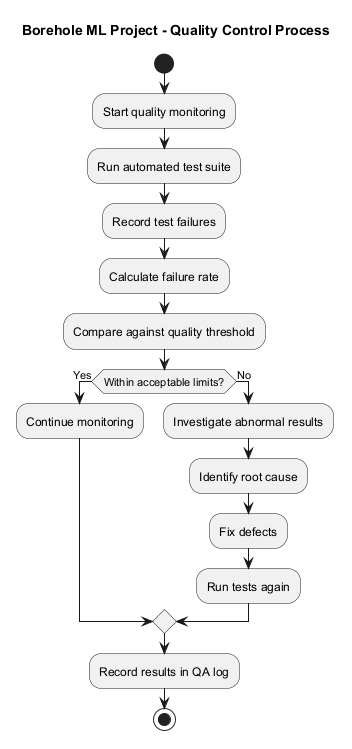 Borehole ML Project - Quality Control Process
Start quality monitoring
Run automated test suite
Record test failures
Calculate failure rate
Compare against quality threshold
Within acceptable limits?
Yes
No
Continue monitoring
Investigate abnormal results
Identify root cause
Fix defects
Run tests again
Record results in QA log